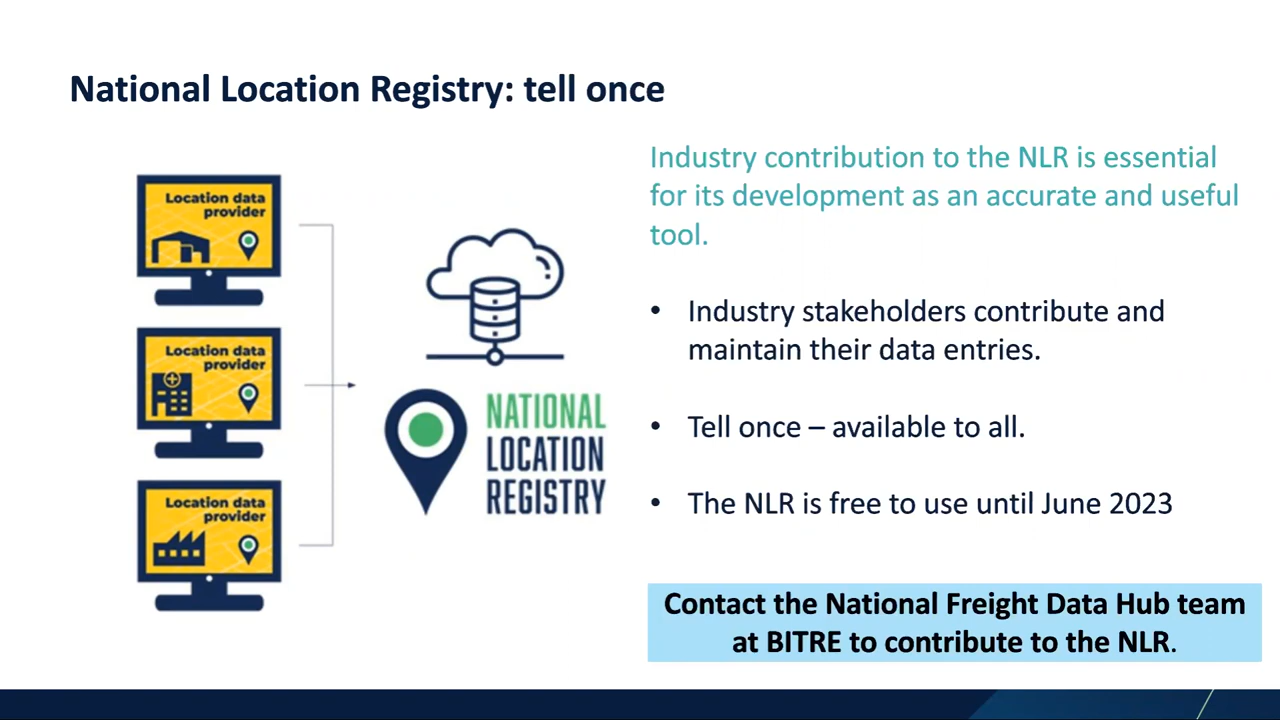 National Location Registry: tell once
Location data
provider
Location data
provider
Location data
provider
NATIONAL
LOCATION
REGISTRY
Industry contribution to the NLR is essential
for its development as an accurate and useful
tool.
• Industry stakeholders contribute and
maintain their data entries.
• Tell once – available to all.
• The NLR is free to use until June 2023
Contact the National Freight Data Hub team
at BITRE to contribute to the NLR.